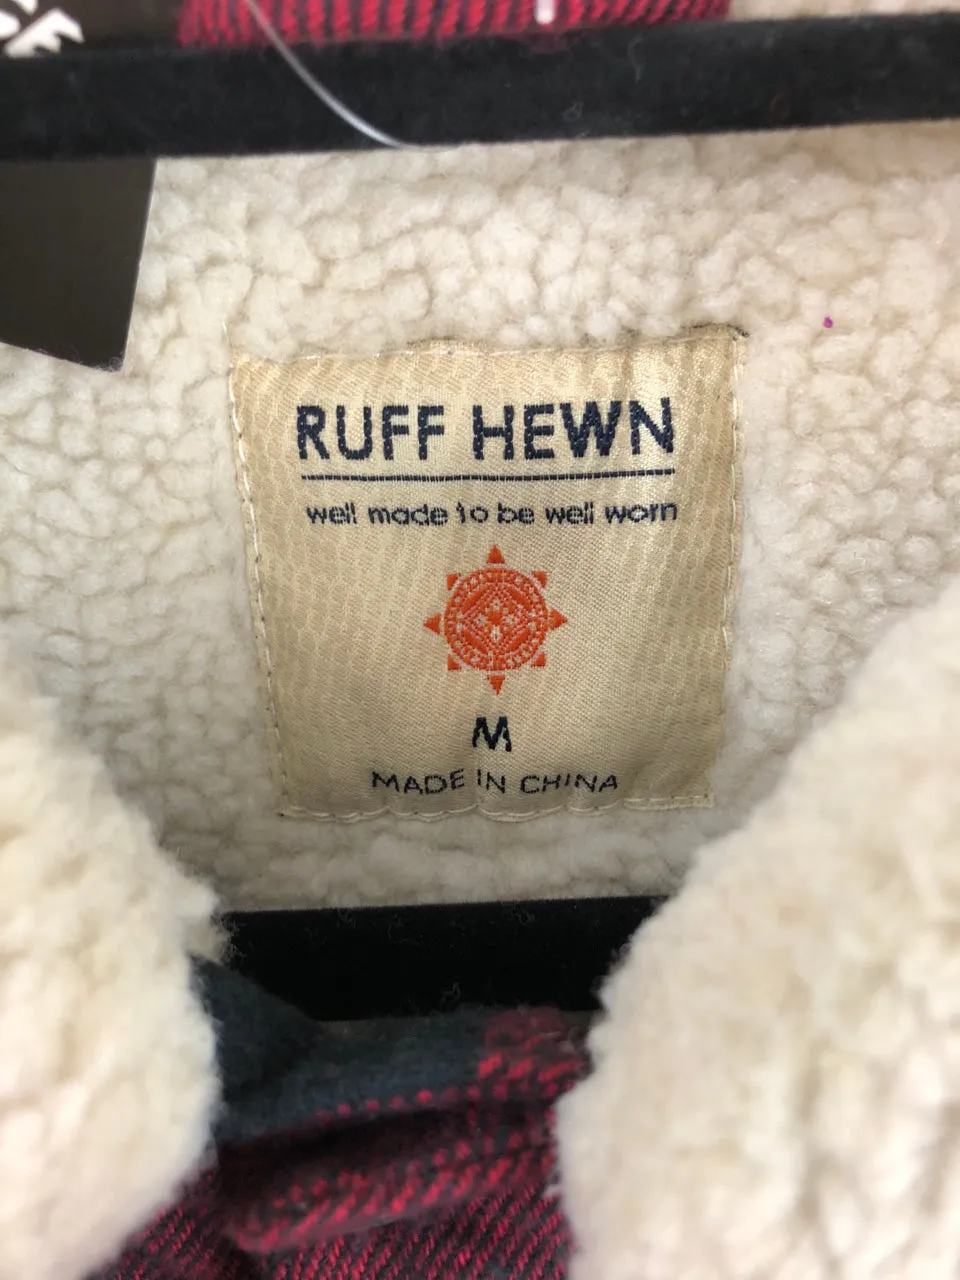 RUFF HEWN
well made to be well worn
M
MADE IN CHINA